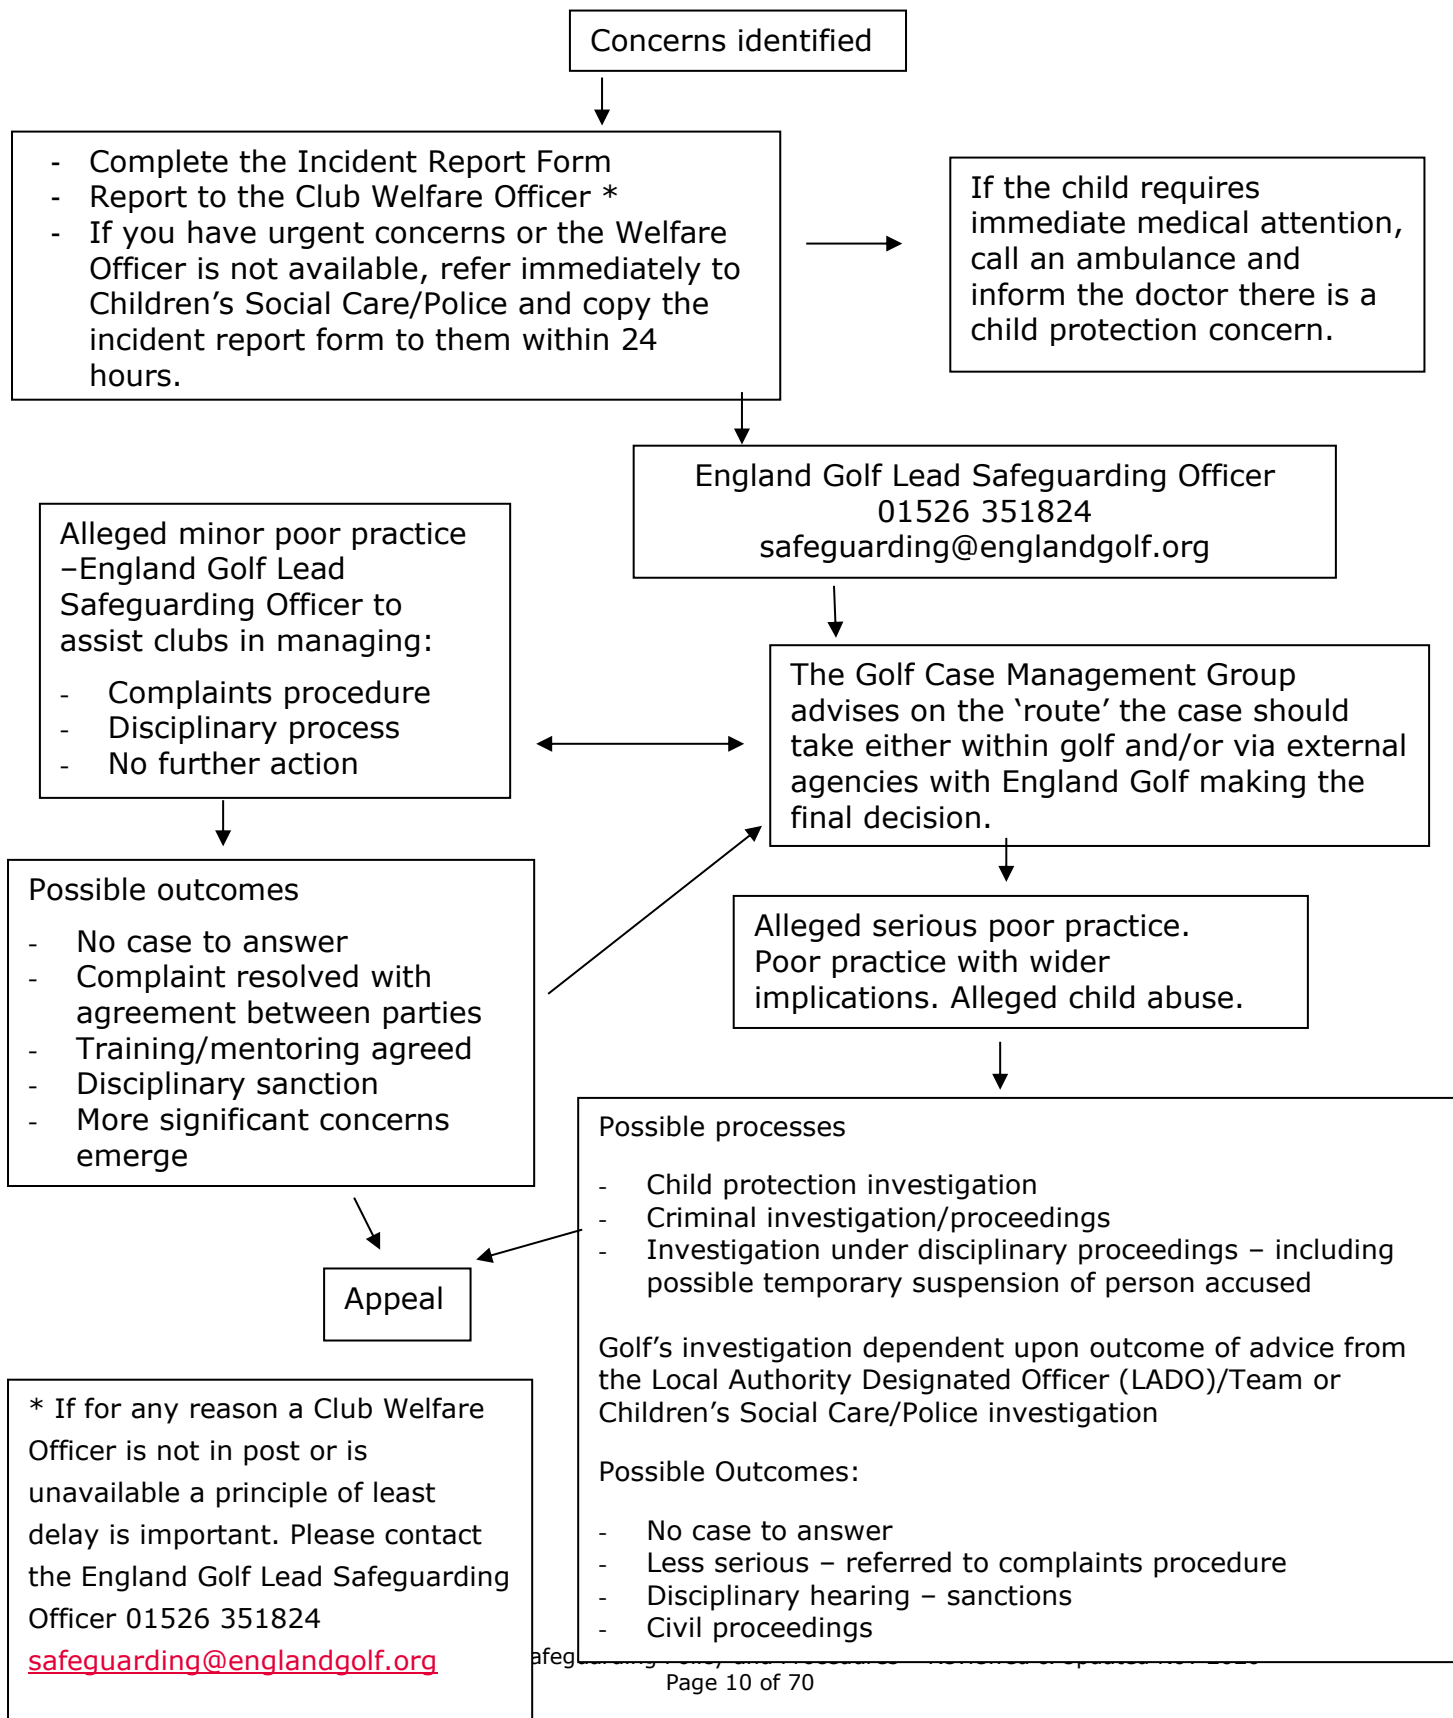 Concerns identified
- Complete the Incident Report Form
- Report to the Club Welfare Officer *
- If you have urgent concerns or the Welfare
Officer is not available, refer immediately to
Children’s Social Care/Police and copy the
incident report form to them within 24
hours.
If the child requires
immediate medical attention,
call an ambulance and
inform the doctor there is a
child protection concern.
England Golf Lead Safeguarding Officer
01526 351824
safeguarding@englandgolf.org
Alleged minor poor practice
–England Golf Lead
Safeguarding Officer to
assist clubs in managing:
- Complaints procedure
- Disciplinary process
- No further action
The Golf Case Management Group
advises on the ‘route’ the case should
take either within golf and/or via external
agencies with England Golf making the
final decision.
Possible outcomes
- No case to answer
- Complaint resolved with
agreement between parties
- Training/mentoring agreed
- Disciplinary sanction
- More significant concerns
emerge
Alleged serious poor practice.
Poor practice with wider
implications. Alleged child abuse.
Possible processes
- Child protection investigation
- Criminal investigation/proceedings
- Investigation under disciplinary proceedings – including
possible temporary suspension of person accused
Golf’s investigation dependent upon outcome of advice from
the Local Authority Designated Officer (LADO)/Team or
Children’s Social Care/Police investigation
Possible Outcomes:
- No case to answer
- Less serious – referred to complaints procedure
- Disciplinary hearing – sanctions
- Civil proceedings
Appeal
* If for any reason a Club Welfare
Officer is not in post or is
unavailable a principle of least
delay is important. Please contact
the England Golf Lead Safeguarding
Officer 01526 351824
safeguarding@englandgolf.org
Page 10 of 70